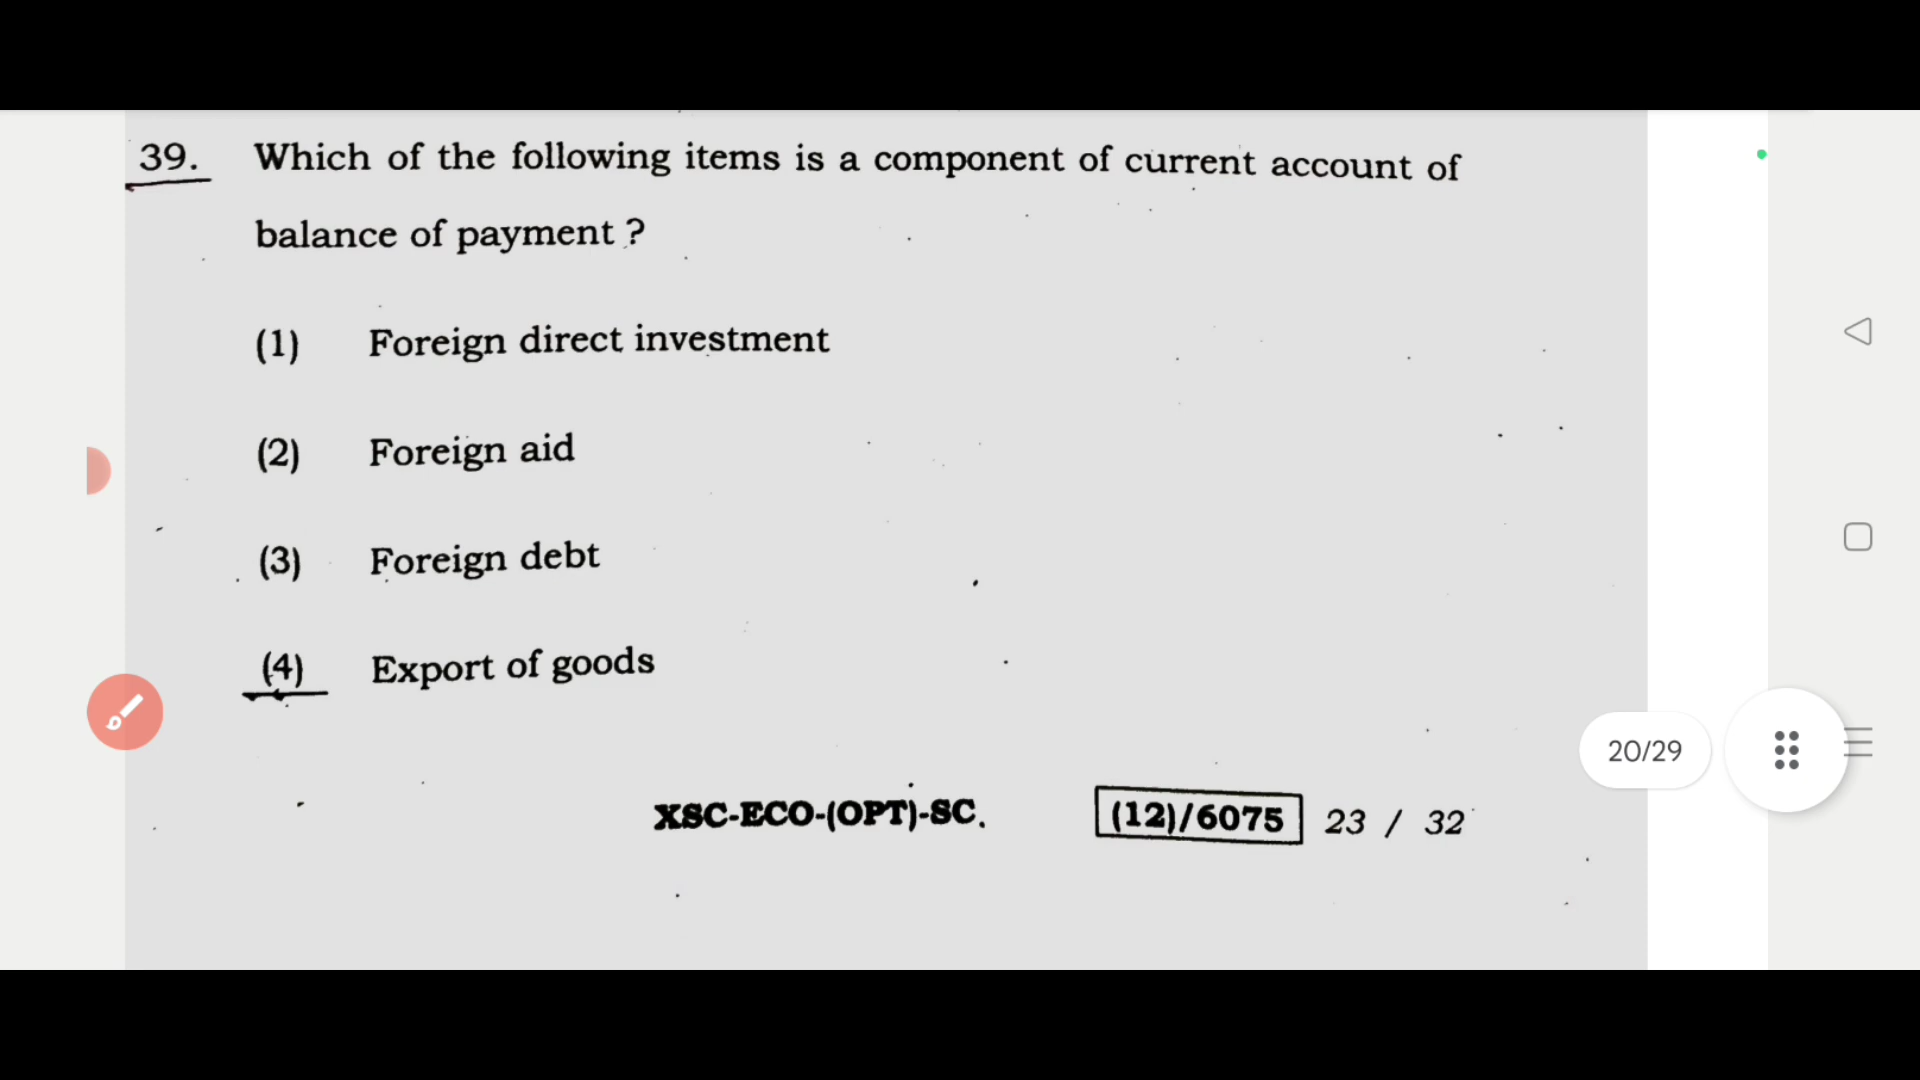 39. Which of the following items is a component of current account of
balance of payment ?
(1) Foreign direct investment
(2) Foreign aid
(3) Foreign debt
(4) Export of goods
XSC-ECO-(OPT)-SC. (12)/6075 23 / 32
20/29